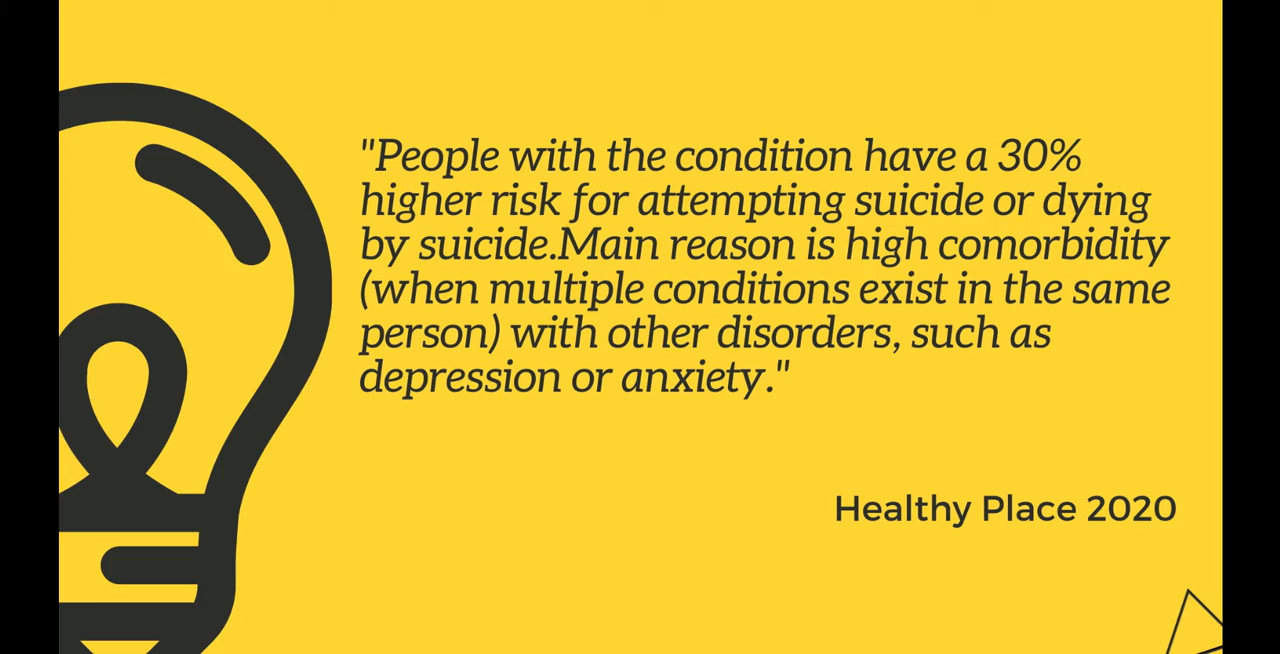 "People with the condition have a 30%
higher risk for attempting suicide or dying
by suicide.Main reason is high comorbidity
(when multiple conditions exist in the same
person) with other disorders, such as
depression or anxiety."
Healthy Place 2020